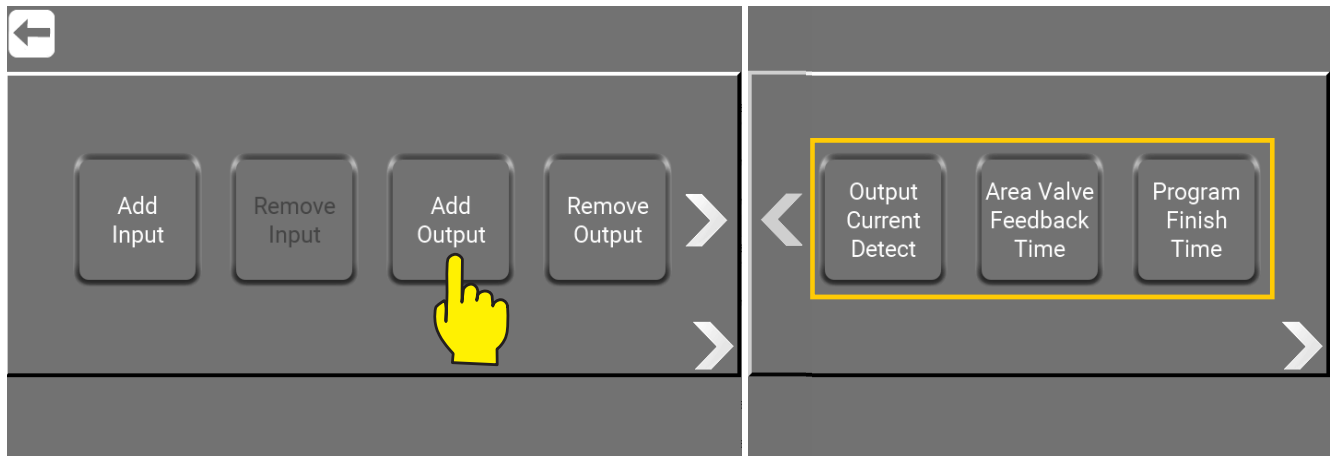 Add
Input
Remove
Input
Add
Output
Remove
Output
Output
Current
Detect
Area Valve
Feedback
Time
Program
Finish
Time